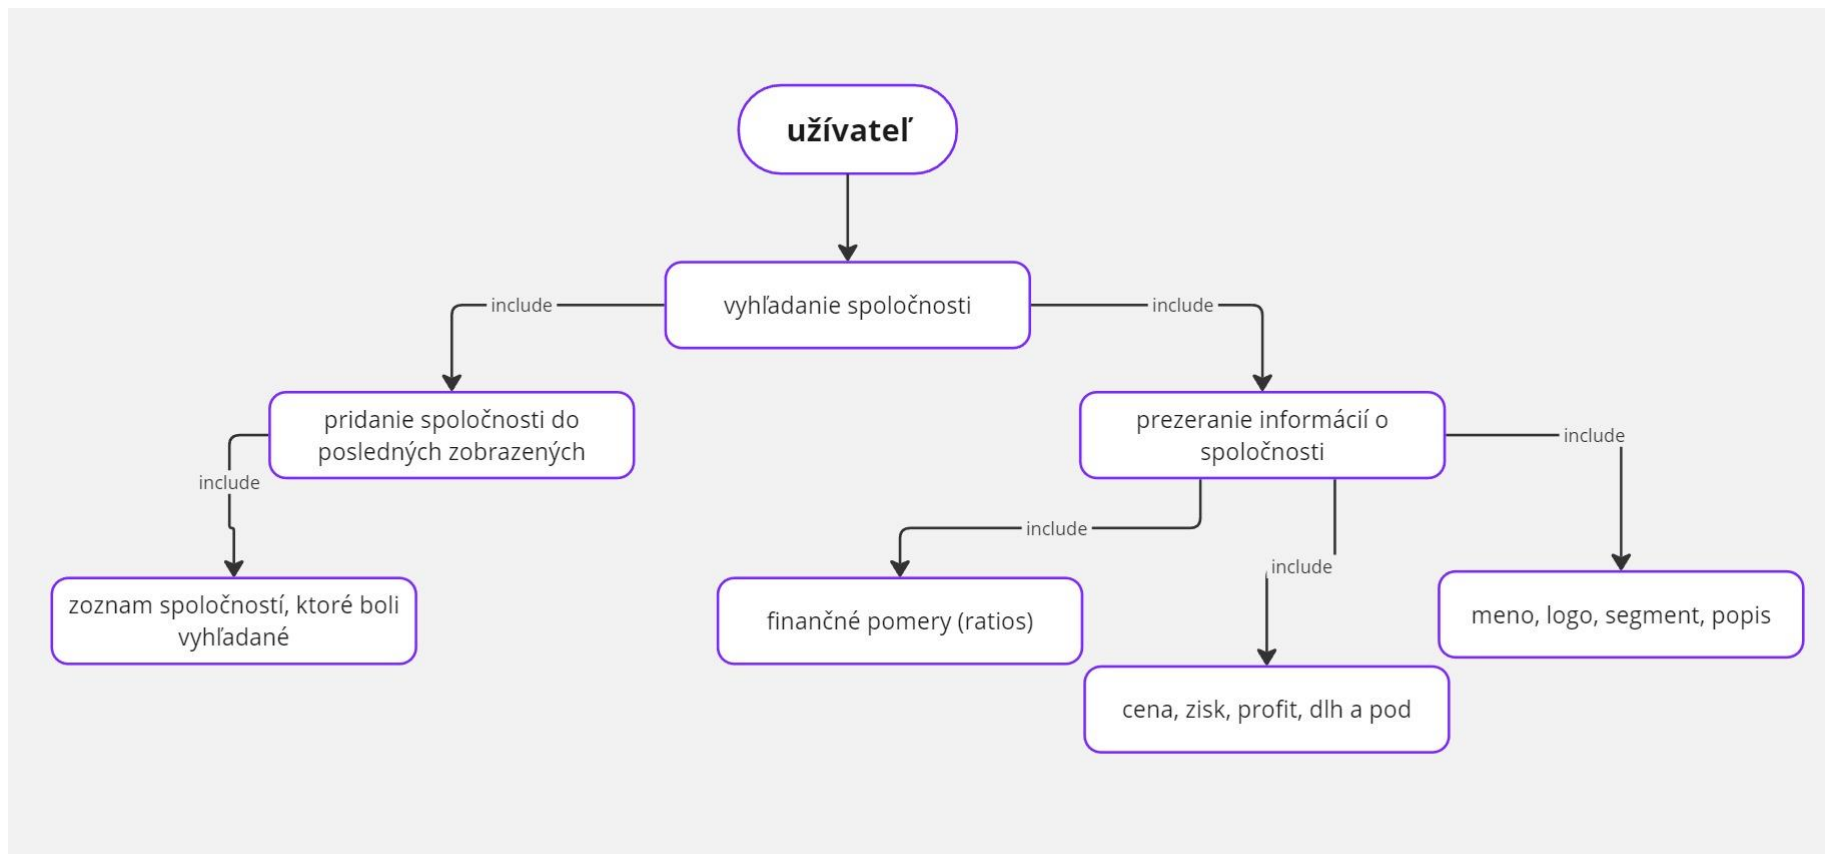 užívateľ
vyhľadanie spoločnosti
include
include
pridanie spoločnosti do
posledných zobrazených
prezeranie informácií o
spoločnosti
include
include
include
include
zoznam spoločností, ktoré boli
vyhľadané
finančné pomery (ratios)
meno, logo, segment, popis
cena, zisk, profit, dlh a pod